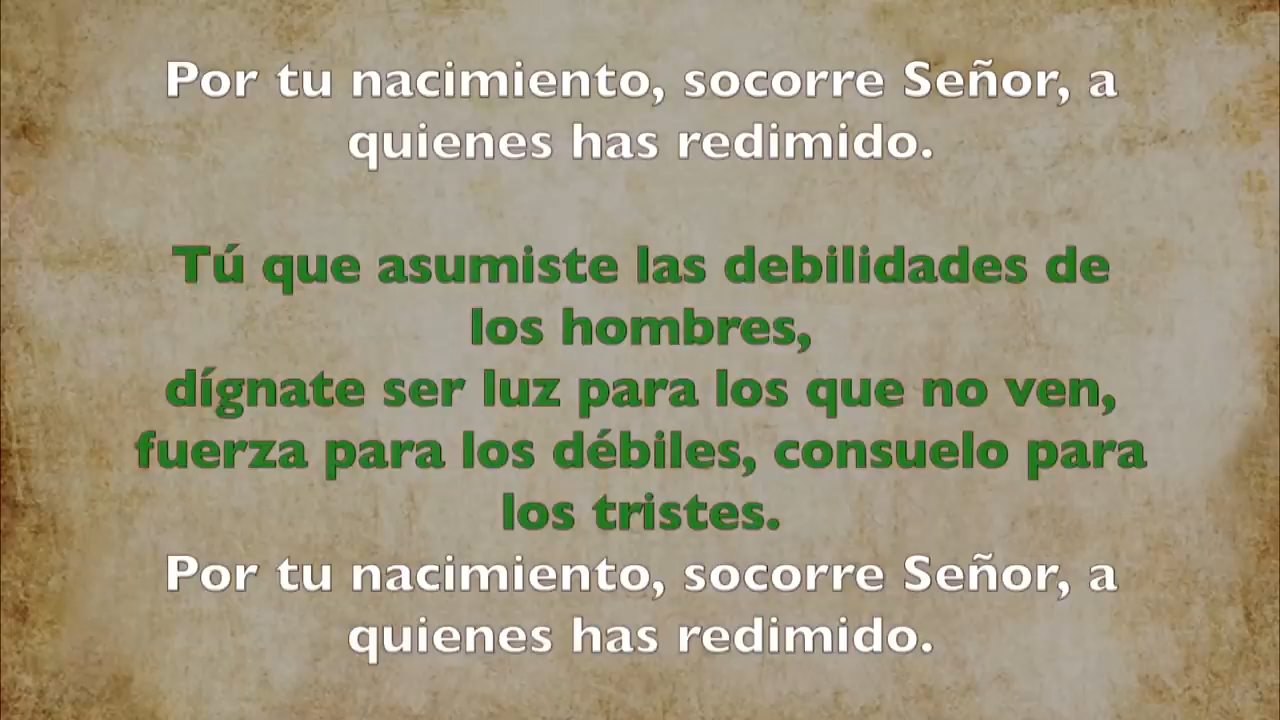 Por tu nacimiento, socorre Señor, a
quienes has redimido.
Tú que asumiste las debilidades de
los hombres,
dígnate ser luz para los que no ven,
fuerza para los débiles, consuelo para
los tristes.
Por tu nacimiento, socorre Señor, a
quienes has redimido.